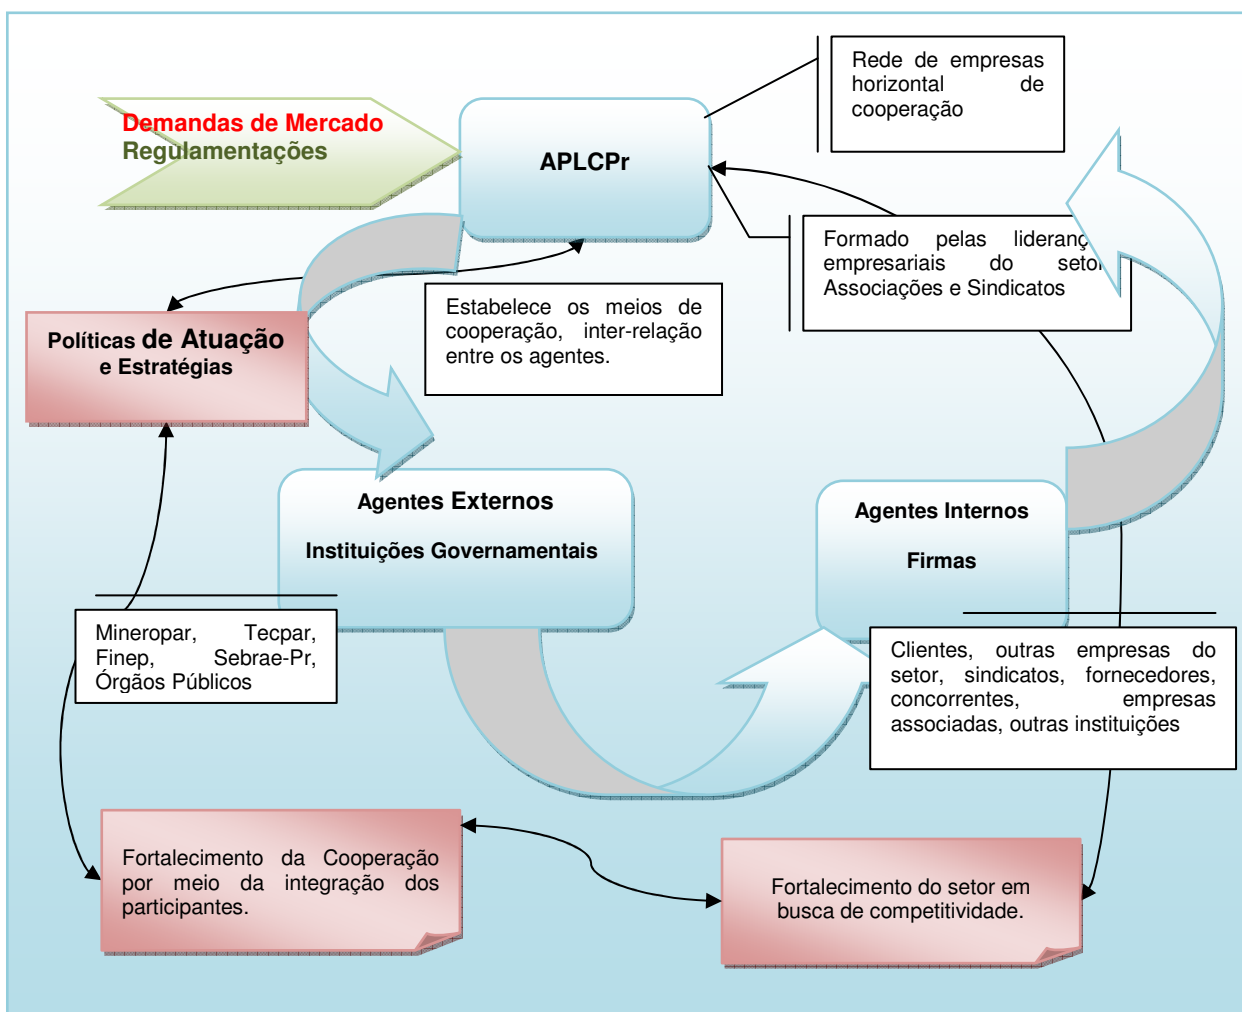 Rede de empresas
horizontal de
cooperação
Demandas de Mercado
Regulamentações
APLCPr
Formado pelas lideranç
empresariais do setor
Associações e Sindicatos
Estabelece os meios de
cooperação, inter-relação
entre os agentes.
Políticas de Atuação
e Estratégias
Agentes Externos
Instituições Governamentais
Agentes Internos
Firmas
Mineropar, Tecpar,
Finep, Sebrae-Pr,
Órgãos Públicos
Clientes, outras empresas do
setor, sindicatos, fornecedores,
concorrentes, empresas
associadas, outras instituições
Fortalecimento da Cooperação
por meio da integração dos
participantes.
Fortalecimento do setor em
busca de competitividade.